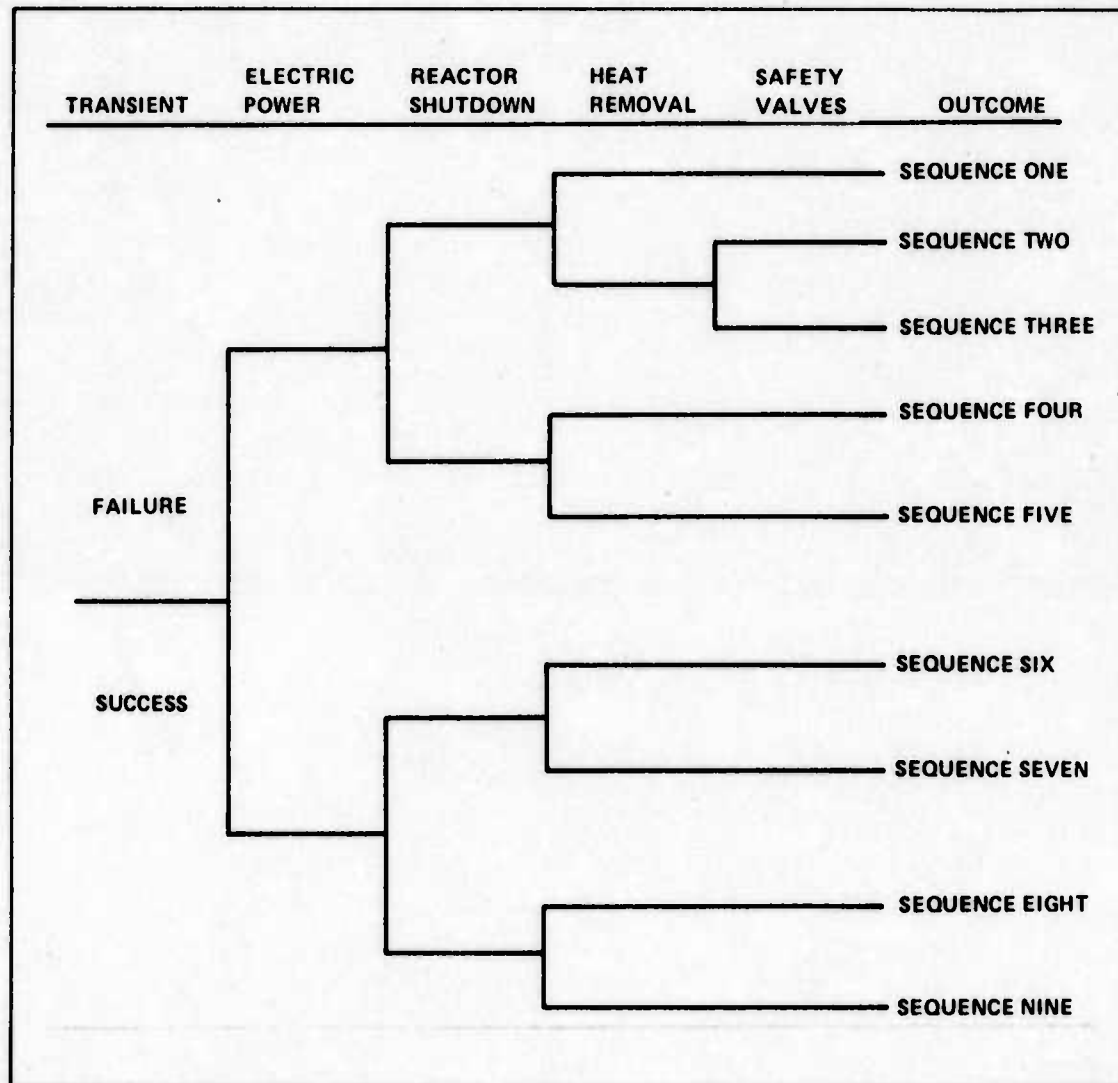 TRANSIENT
ELECTRIC
POWER
REACTOR
SHUTDOWN
HEAT
REMOVAL
SAFETY
VALVES
OUTCOME
SEQUENCE ONE
SEQUENCE TWO
SEQUENCE THREE
SEQUENCE FOUR
FAILURE
SEQUENCE FIVE
SEQUENCE SIX
SUCCESS
SEQUENCE SEVEN
SEQUENCE EIGHT
SEQUENCE NINE